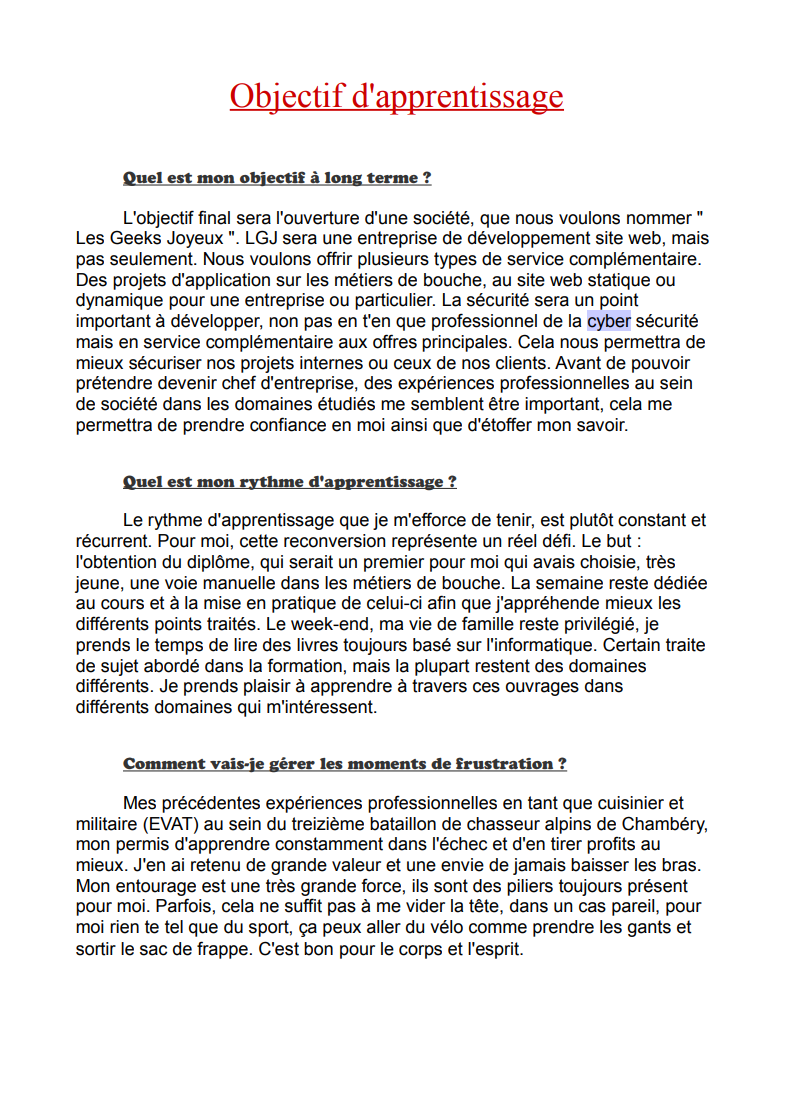 Objectif d'apprentissage
Quel est mon objectif à long terme ?
L'objectif final sera l'ouverture d'une société, que nous voulons nommer "
Les Geeks Joyeux ". LGJ sera une entreprise de développement site web, mais
pas seulement. Nous voulons offrir plusieurs types de service complémentaire.
Des projets d'application sur les métiers de bouche, au site web statique ou
dynamique pour une entreprise ou particulier. La sécurité sera un point
important à développer, non pas en t'en que professionnel de la cyber sécurité
mais en service complémentaire aux offres principales. Cela nous permettra de
mieux sécuriser nos projets internes ou ceux de nos clients. Avant de pouvoir
prétendre devenir chef d'entreprise, des expériences professionnelles au sein
de société dans les domaines étudiés me semblent être important, cela me
permettra de prendre confiance en moi ainsi que d'étoffer mon savoir.
Quel est mon rythme d'apprentissage ?
Le rythme d'apprentissage que je m'efforce de tenir, est plutôt constant et
récurrent. Pour moi, cette reconversion représente un réel défi. Le but :
l'obtention du diplôme, qui serait un premier pour moi qui avais choisie, très
jeune, une voie manuelle dans les métiers de bouche. La semaine reste dédiée
au cours et à la mise en pratique de celui-ci afin que j'appréhende mieux les
différents points traités. Le week-end, ma vie de famille reste privilégié, je
prends le temps de lire des livres toujours basé sur l'informatique. Certain traite
de sujet abordé dans la formation, mais la plupart restent des domaines
différents. Je prends plaisir à apprendre à travers ces ouvrages dans
différents domaines qui m'intéressent.
Comment vais-je gérer les moments de frustration ?
Mes précédentes expériences professionnelles en tant que cuisinier et
militaire (EVAT) au sein du treizième bataillon de chasseur alpins de Chambéry,
mon permis d'apprendre constamment dans l'échec et d'en tirer profits au
mieux. J'en ai retenu de grande valeur et une envie de jamais baisser les bras.
Mon entourage est une très grande force, ils sont des piliers toujours présent
pour moi. Parfois, cela ne suffit pas à me vider la tête, dans un cas pareil, pour
moi rien te tel que du sport, ça peux aller du vélo comme prendre les gants et
sortir le sac de frappe. C'est bon pour le corps et l'esprit.